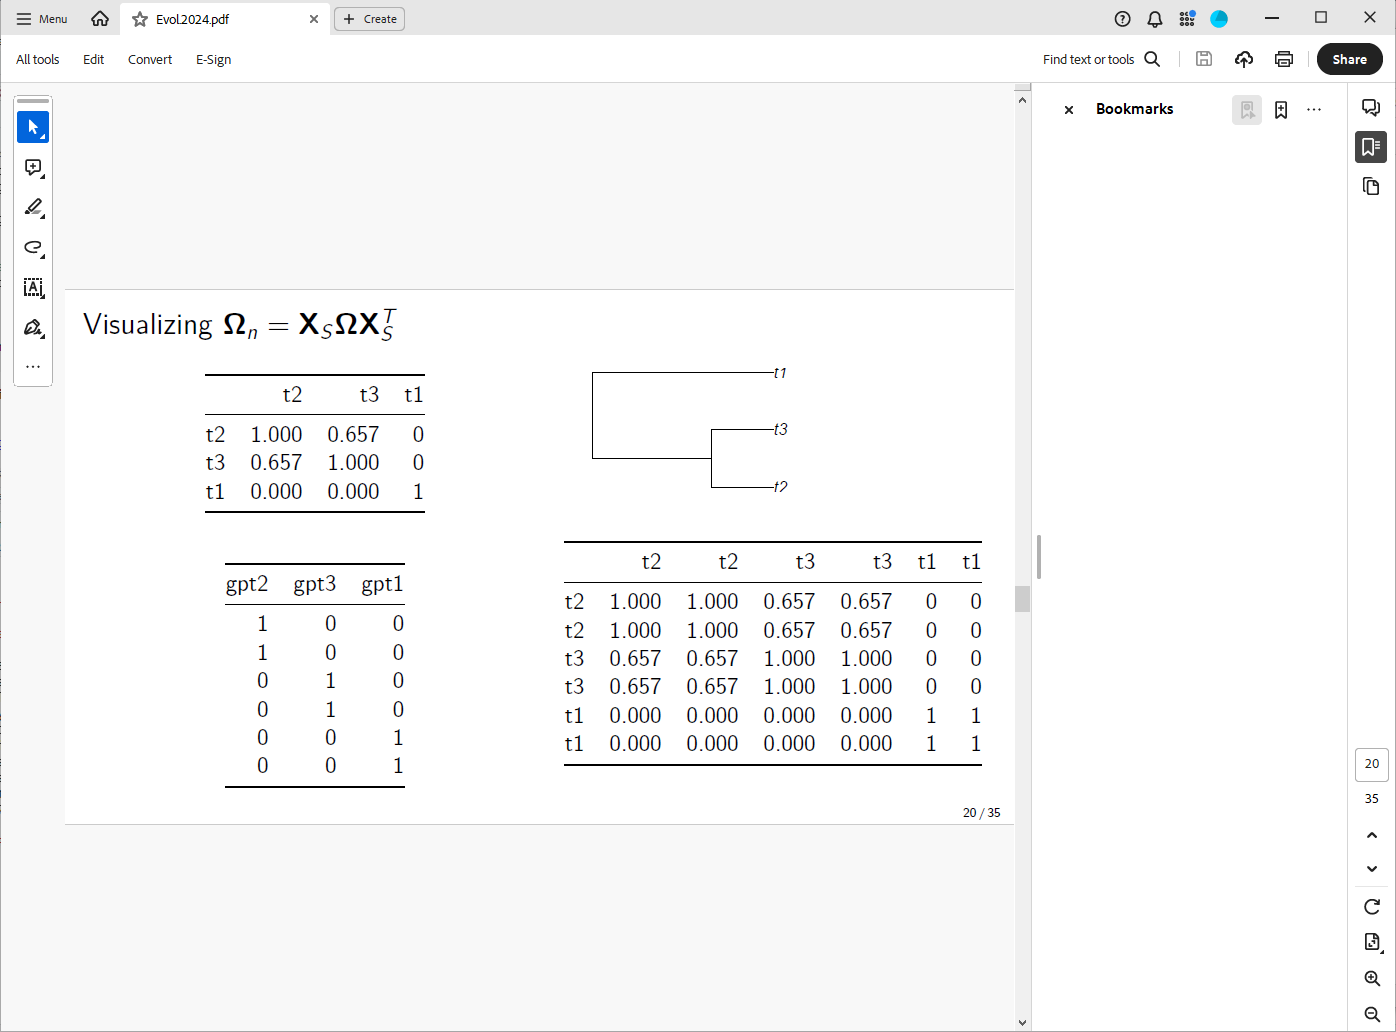 Menu
Evol.2024.pdf
Create
All tools
Edit
Convert
E-Sign
Find text or tools
Share
Bookmarks
Visualizing Ωn = XSΩXS^T
t2 t3 t1
t2 1.000 0.657 0
t3 0.657 1.000 0
t1 0.000 0.000 1
t1
t3
t2
gpt2 gpt3 gpt1
1 0 0
1 0 0
0 1 0
0 1 0
0 0 1
0 0 1
t2 t2 t3 t3 t1 t1
t2 1.000 1.000 0.657 0.657 0 0
t2 1.000 1.000 0.657 0.657 0 0
t3 0.657 0.657 1.000 1.000 0 0
t3 0.657 0.657 1.000 1.000 0 0
t1 0.000 0.000 0.000 0.000 1 1
t1 0.000 0.000 0.000 0.000 1 1
20 / 35
20
35